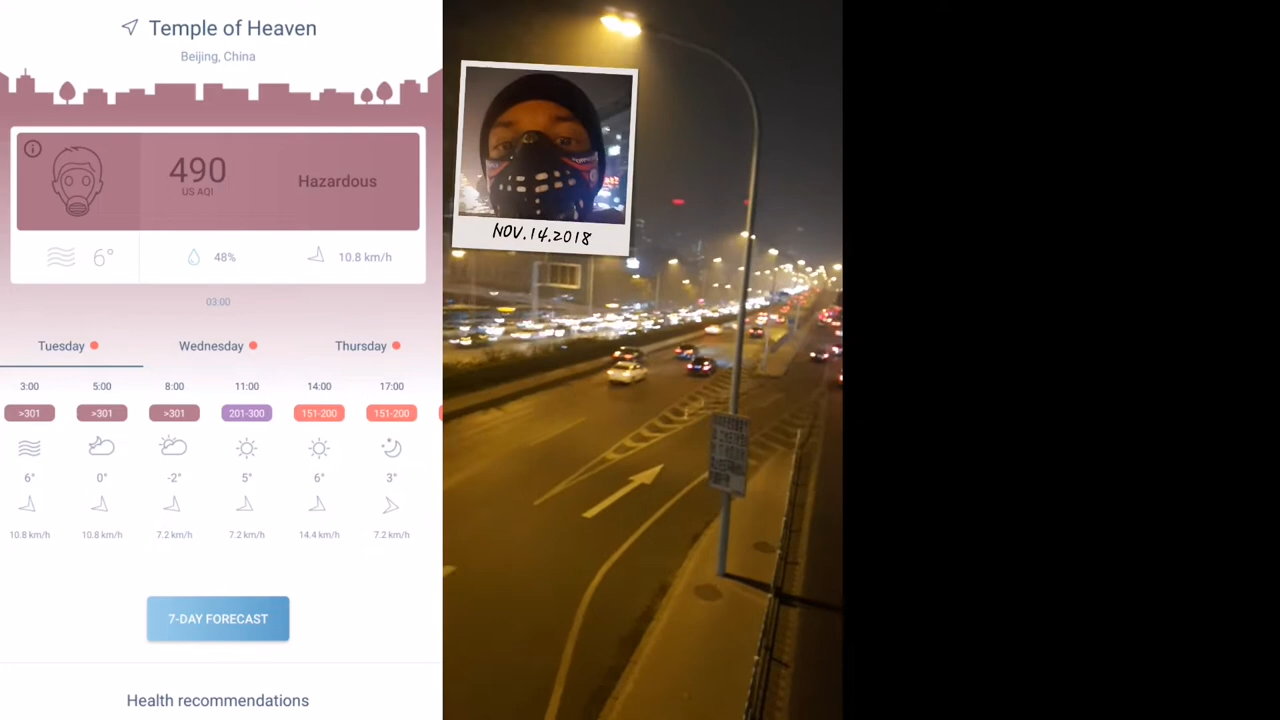 Temple of Heaven
Beijing, China
490
US AQI
Hazardous
6°
48%
10.8 km/h
03:00
Tuesday
Wednesday
Thursday
3:00 5:00 8:00 11:00 14:00 17:00
>301 >301 >301 201-300 151-200 151-200
6° 0° -2° 5° 6° 3°
10.8 km/h 10.8 km/h 7.2 km/h 7.2 km/h 14.4 km/h 7.2 km/h
7-DAY FORECAST
Health recommendations
NOV.14.2018